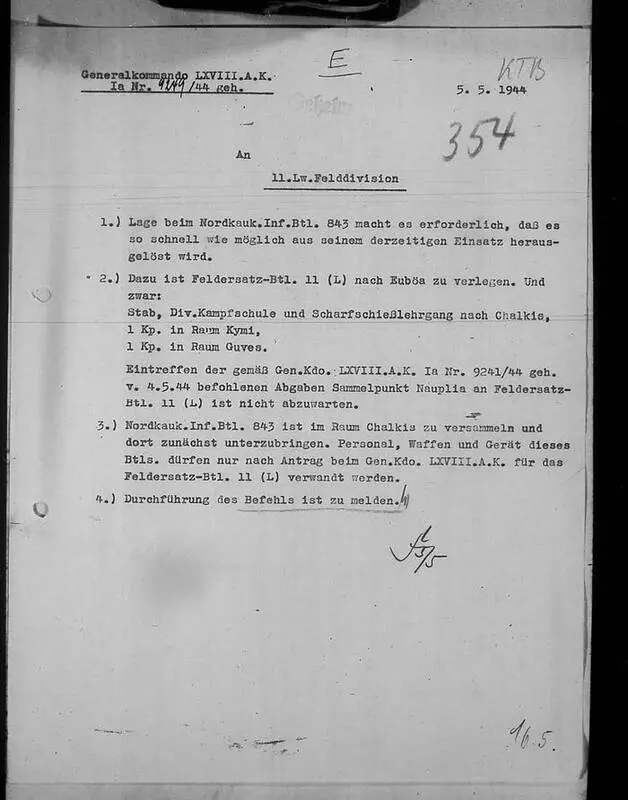 E
KTB
Generalkommando LXVIII.A.K.
Ia Nr. 9249/44 geh.
5. 5. 1944
Geheim
354
An
11.Lw.Felddivision
1.) Lage beim Nordkauk.Inf.Btl. 843 macht es erforderlich, daß es
so schnell wie möglich aus seinem derzeitigen Einsatz heraus-
gelöst wird.
2.) Dazu ist Feldersatz-Btl. 11 (L) nach Euböa zu verlegen. Und
zwar:
Stab, Div.Kampfschule und Scharfschießlehrgang nach Chalkis,
1 Kp. in Raum Kymi,
1 Kp. in Raum Guves.
Eintreffen der gemäß Gen.Kdo. LXVIII.A.K. Ia Nr. 9241/44 geh.
v. 4.5.44 befohlenen Abgaben Sammelpunkt Nauplia an Feldersatz-
Btl. 11 (L) ist nicht abzuwarten.
3.) Nordkauk.Inf.Btl. 843 ist im Raum Chalkis zu versammeln und
dort zunächst unterzubringen. Personal, Waffen und Gerät dieses
Btls. dürfen nur nach Antrag beim Gen.Kdo. LXVIII.A.K. für das
Feldersatz-Btl. 11 (L) verwandt werden.
4.) Durchführung des Befehls ist zu melden.
5/5
16.5.